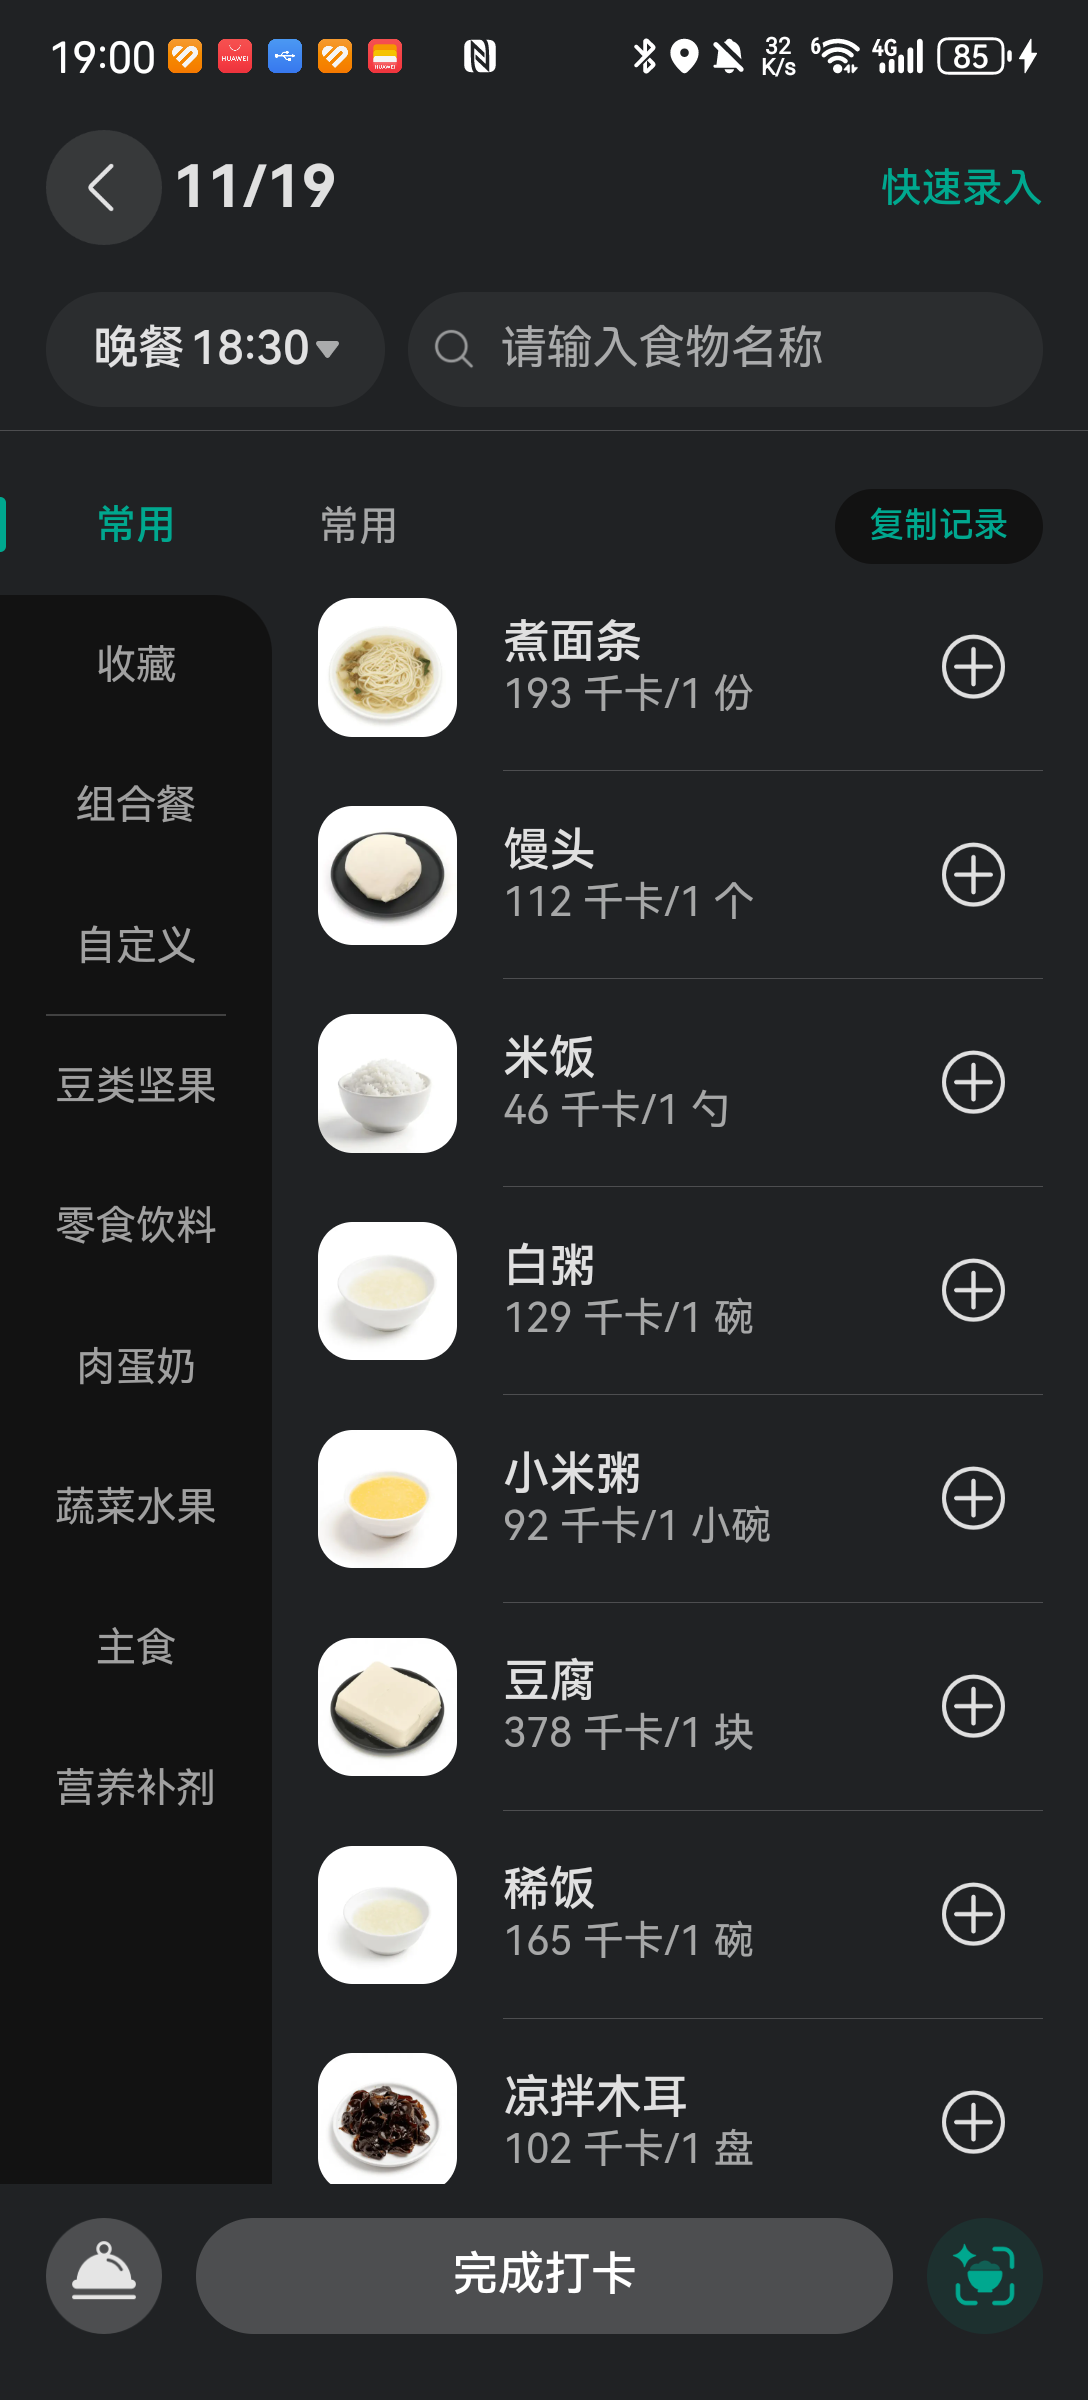 19:00
HUAWEI
HUAWEI
32 K/s
6
4G
85
11/19
快速录入
晚餐 18:30
请输入食物名称
常用
收藏
组合餐
自定义
豆类坚果
零食饮料
肉蛋奶
蔬菜水果
主食
营养补剂
常用
复制记录
煮面条
193 千卡/1 份
馒头
112 千卡/1 个
米饭
46 千卡/1 勺
白粥
129 千卡/1 碗
小米粥
92 千卡/1 小碗
豆腐
378 千卡/1 块
稀饭
165 千卡/1 碗
凉拌木耳
102 千卡/1 盘
完成打卡